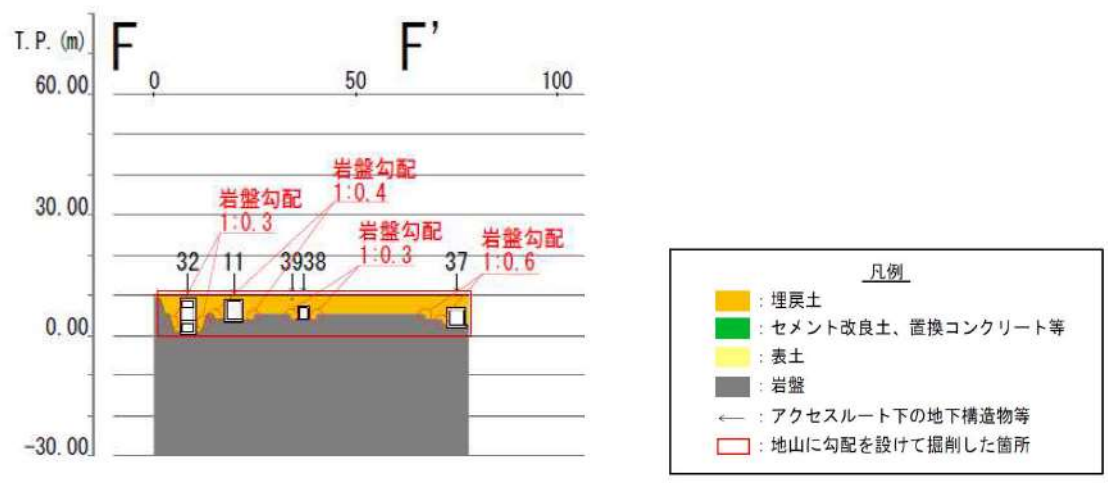 F
F'
T.P.(m)
0
50
100
60.00
30.00
0.00
-30.00
岩盤勾配
1:0.4
岩盤勾配
1:0.3
岩盤勾配
1:0.3
岩盤勾配
1:0.6
32
11
39
38
37
凡例
：埋戻土
：セメント改良土、置換コンクリート等
：表土
：岩盤
：アクセスルート下の地下構造物等
：地山に勾配を設けて掘削した箇所